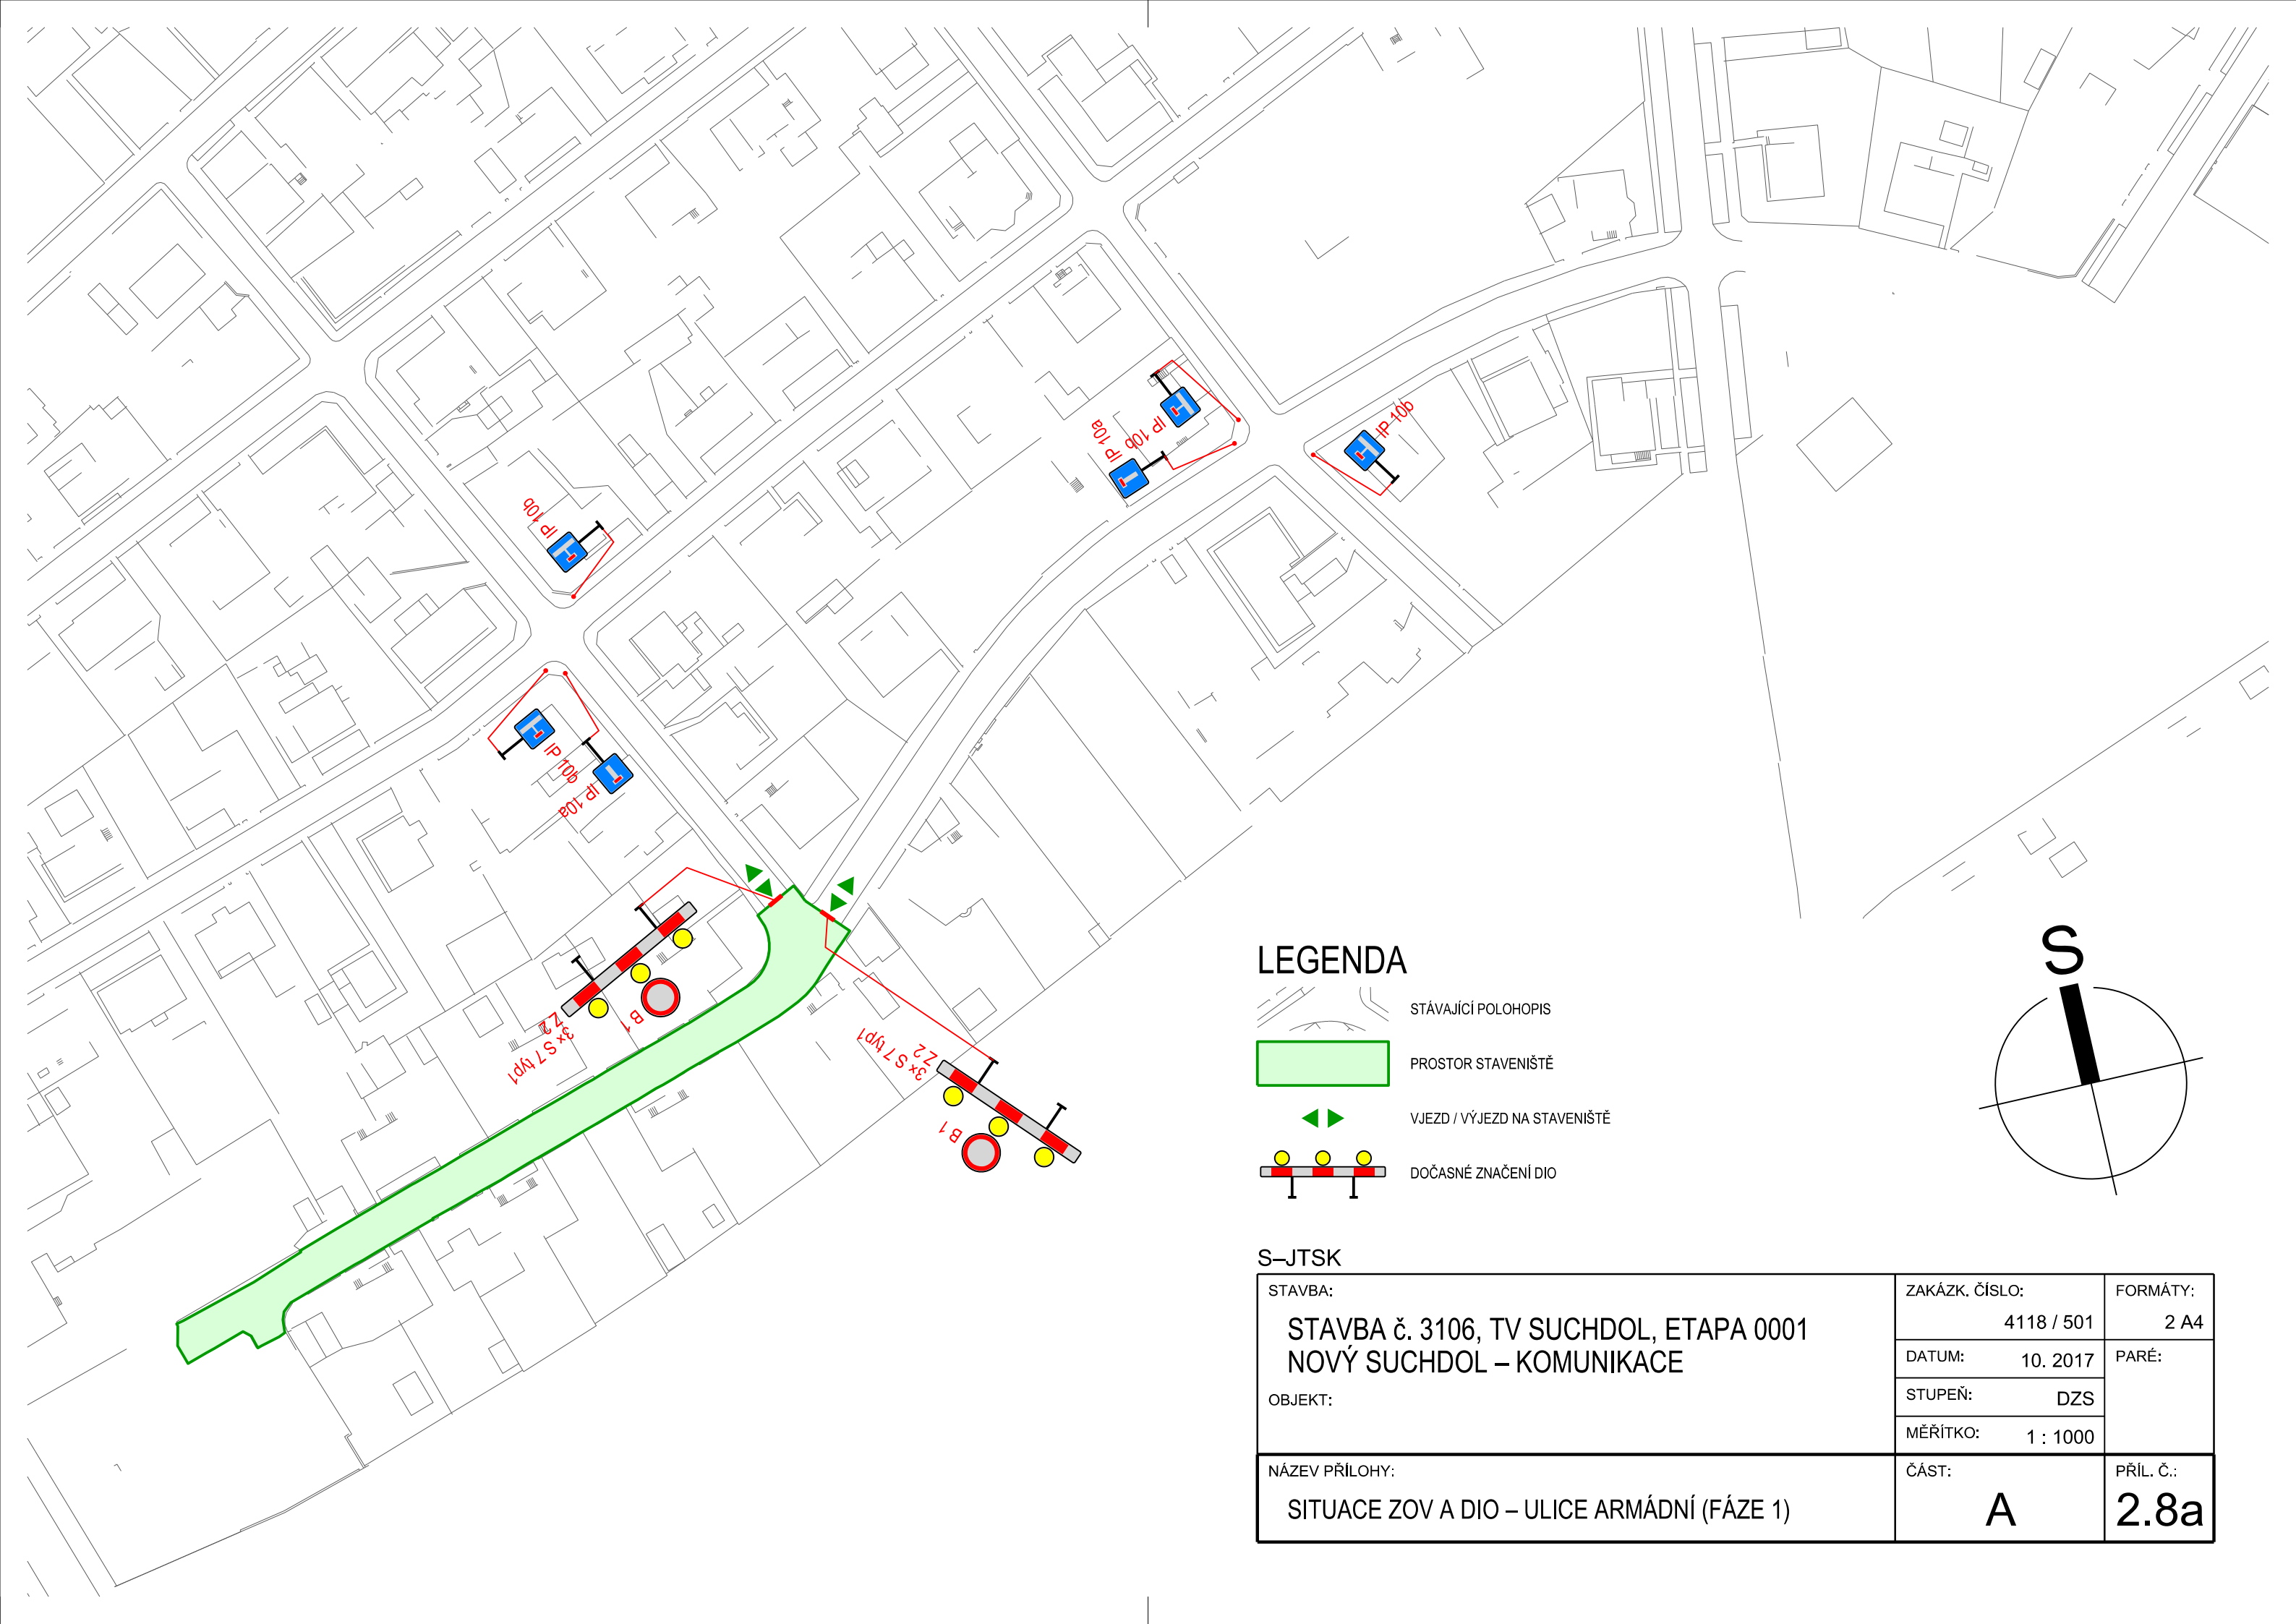 IP 10a
IP 10b
IP 10b
IP 10b
IP 10b
IP 10a
Z 2
3× S 7 typ1
B 1
Z 2
3× S 7 typ1
B 1
S
LEGENDA
STÁVAJÍCÍ POLOHOPIS
PROSTOR STAVENIŠTĚ
VJEZD / VÝJEZD NA STAVENIŠTĚ
DOČASNÉ ZNAČENÍ DIO
S–JTSK
STAVBA:
STAVBA č. 3106, TV SUCHDOL, ETAPA 0001
NOVÝ SUCHDOL – KOMUNIKACE
OBJEKT:
ZAKÁZK. ČÍSLO:
4118 / 501
FORMÁTY:
2 A4
DATUM:
10. 2017
PARÉ:
STUPEŇ:
DZS
MĚŘÍTKO:
1 : 1000
NÁZEV PŘÍLOHY:
SITUACE ZOV A DIO – ULICE ARMÁDNÍ (FÁZE 1)
ČÁST:
A
PŘÍL. Č.:
2.8a